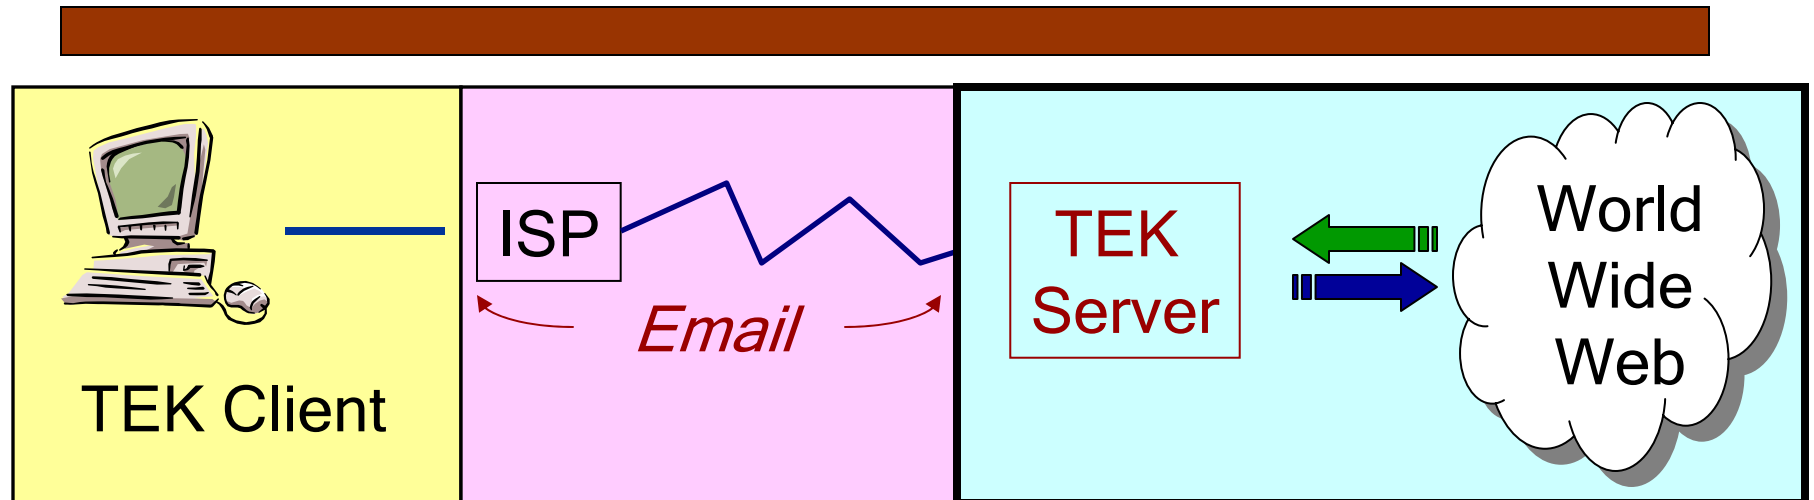 TEK Client
ISP
Email
TEK
Server
World
Wide
Web